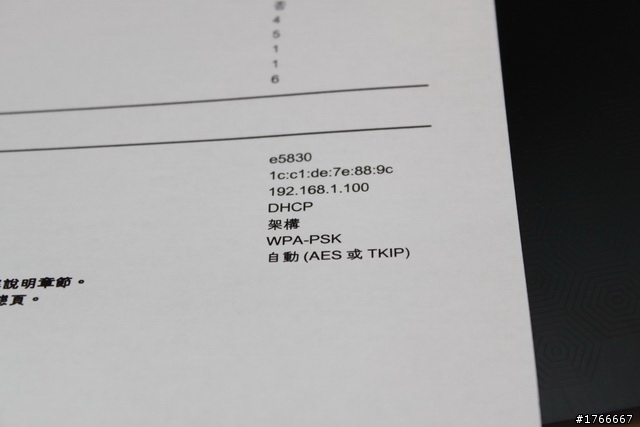 否
4
5
1
1
6
e5830
1c:c1:de:7e:88:9c
192.168.1.100
DHCP
架構
WPA-PSK
自動 (AES 或 TKIP)
說明章節。
頁。
#1766667